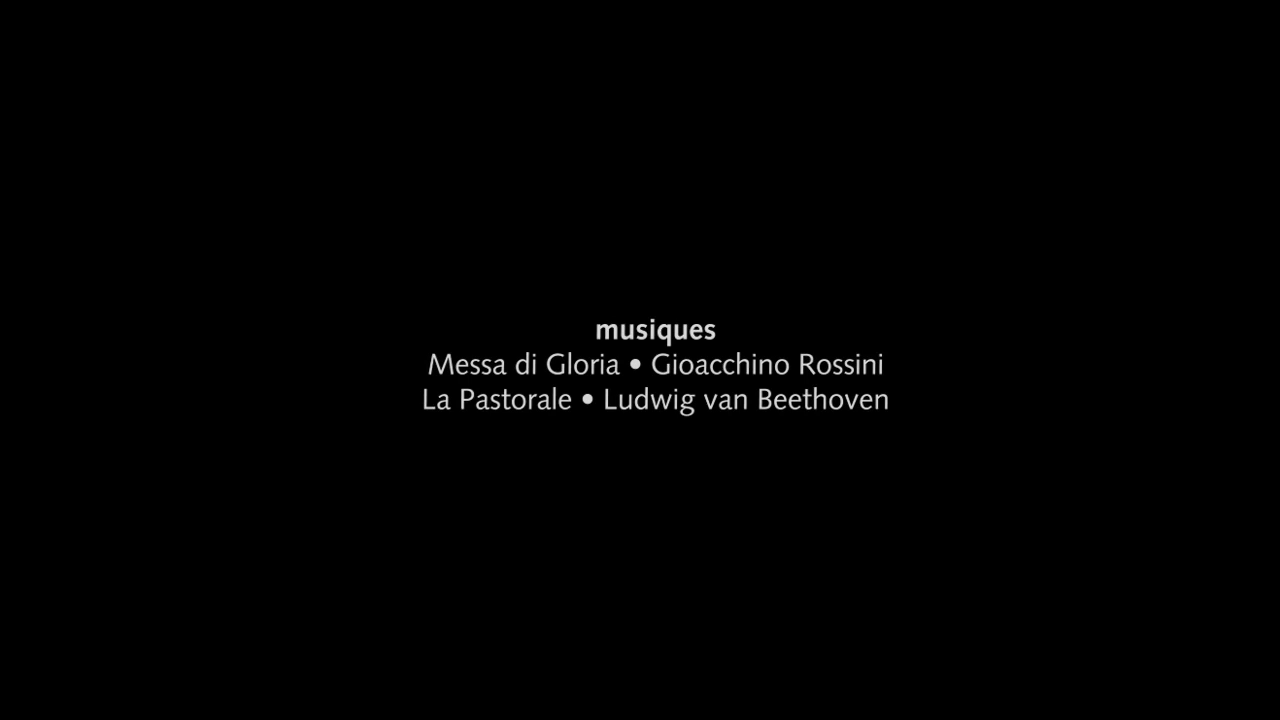 musiques
Messa di Gloria • Gioacchino Rossini
La Pastorale • Ludwig van Beethoven